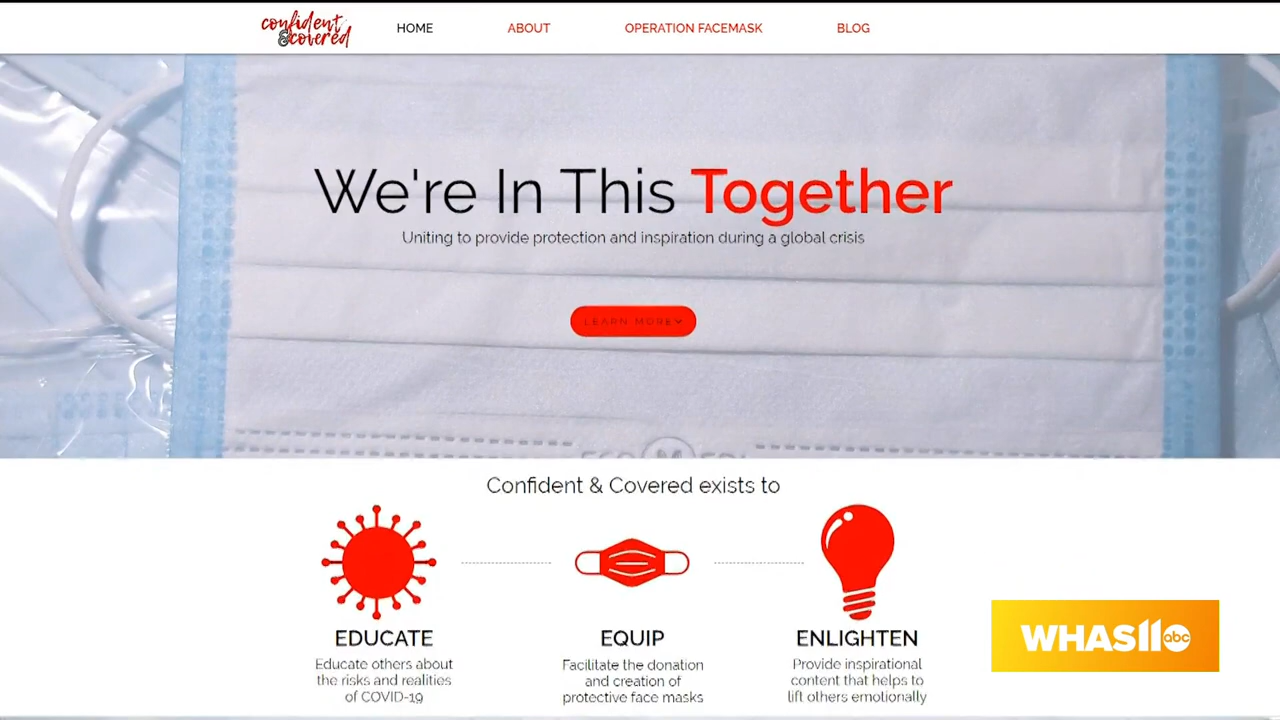 confident
&covered
HOME
ABOUT
OPERATION FACEMASK
BLOG
We're In This Together
Uniting to provide protection and inspiration during a global crisis
LEARN MORE
Confident & Covered exists to
EDUCATE
Educate others about
the risks and realities
of COVID-19
EQUIP
Facilitate the donation
and creation of
protective face masks
ENLIGHTEN
Provide inspirational
content that helps to
lift others emotionally
WHAS11 abc